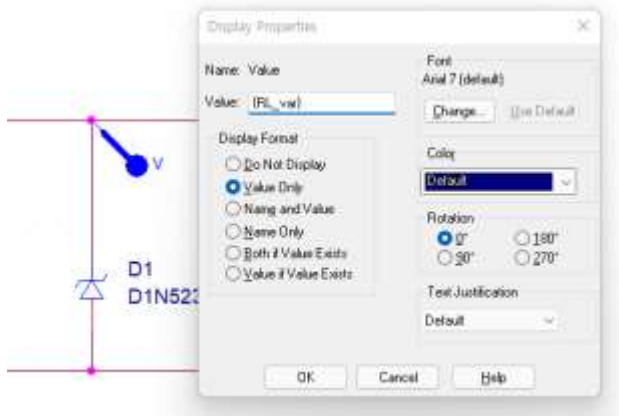 Display Properties
Name: Value
Value: {RL_var}
Display Format
Do Not Display
Value Only
Name and Value
Name Only
Both if Value Exists
Value if Value Exists
Font
Arial 7 (default)
Change...
Use Default
Color
Default
Rotation
0°
180°
90°
270°
Text Justification
Default
OK
Cancel
Help
V
D1
D1N523